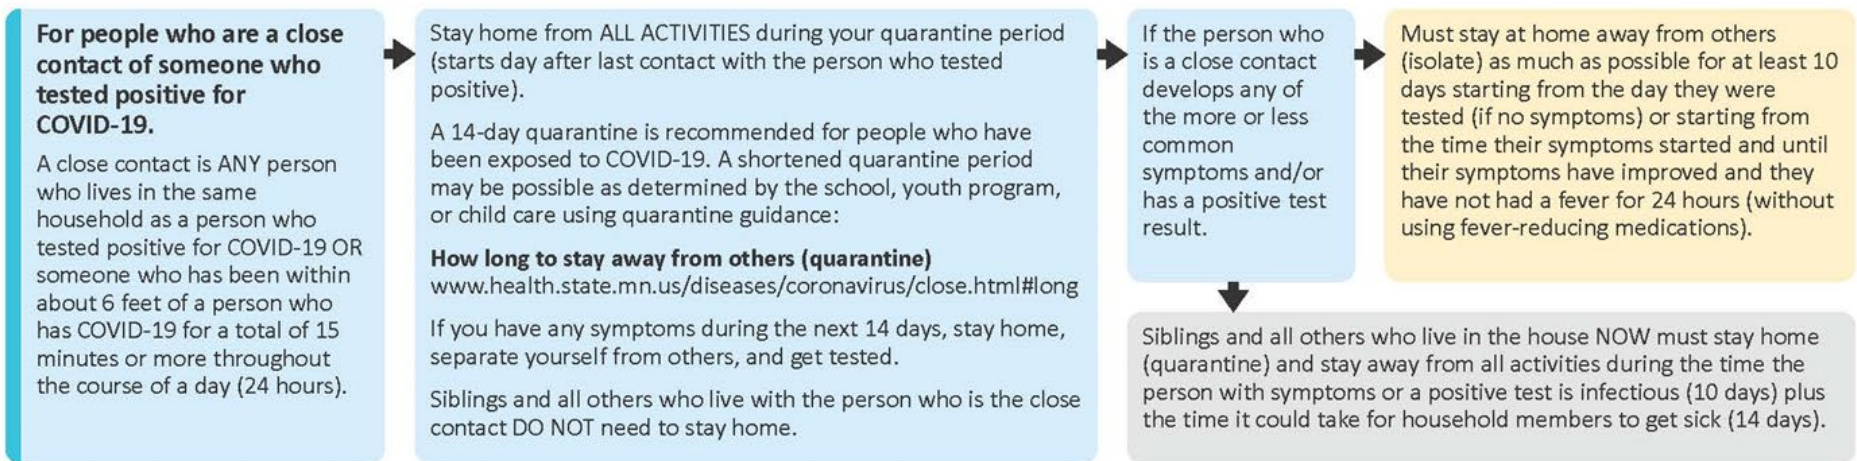 For people who are a close
contact of someone who
tested positive for
COVID-19.
A close contact is ANY person
who lives in the same
household as a person who
tested positive for COVID-19 OR
someone who has been within
about 6 feet of a person who
has COVID-19 for a total of 15
minutes or more throughout
the course of a day (24 hours).
Stay home from ALL ACTIVITIES during your quarantine period
(starts day after last contact with the person who tested
positive).
A 14-day quarantine is recommended for people who have
been exposed to COVID-19. A shortened quarantine period
may be possible as determined by the school, youth program,
or child care using quarantine guidance:
How long to stay away from others (quarantine)
www.health.state.mn.us/diseases/coronavirus/close.html#long
If you have any symptoms during the next 14 days, stay home,
separate yourself from others, and get tested.
Siblings and all others who live with the person who is the close
contact DO NOT need to stay home.
If the person who
is a close contact
develops any of
the more or less
common
symptoms and/or
has a positive test
result.
Must stay at home away from others
(isolate) as much as possible for at least 10
days starting from the day they were
tested (if no symptoms) or starting from
the time their symptoms started and until
their symptoms have improved and they
have not had a fever for 24 hours (without
using fever-reducing medications).
Siblings and all others who live in the house NOW must stay home
(quarantine) and stay away from all activities during the time the
person with symptoms or a positive test is infectious (10 days) plus
the time it could take for household members to get sick (14 days).